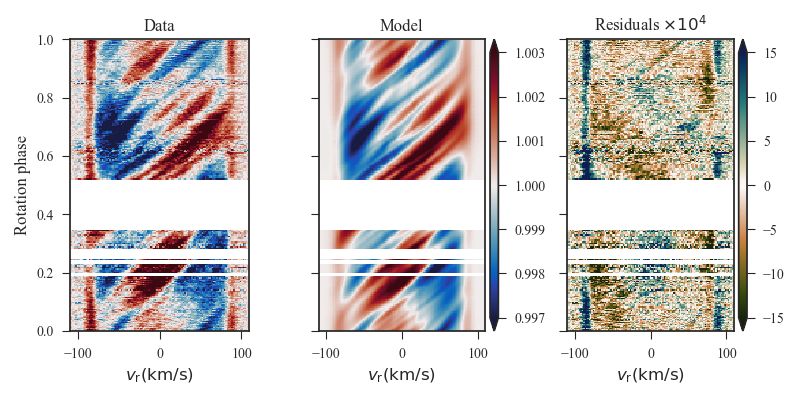 Data
Model
Residuals ×10⁴
1.0
0.8
0.6
0.4
0.2
0.0
Rotation phase
−100 0 100
−100 0 100
−100 0 100
v_r(km/s)
v_r(km/s)
v_r(km/s)
1.003
1.002
1.001
1.000
0.999
0.998
0.997
15
10
5
0
−5
−10
−15